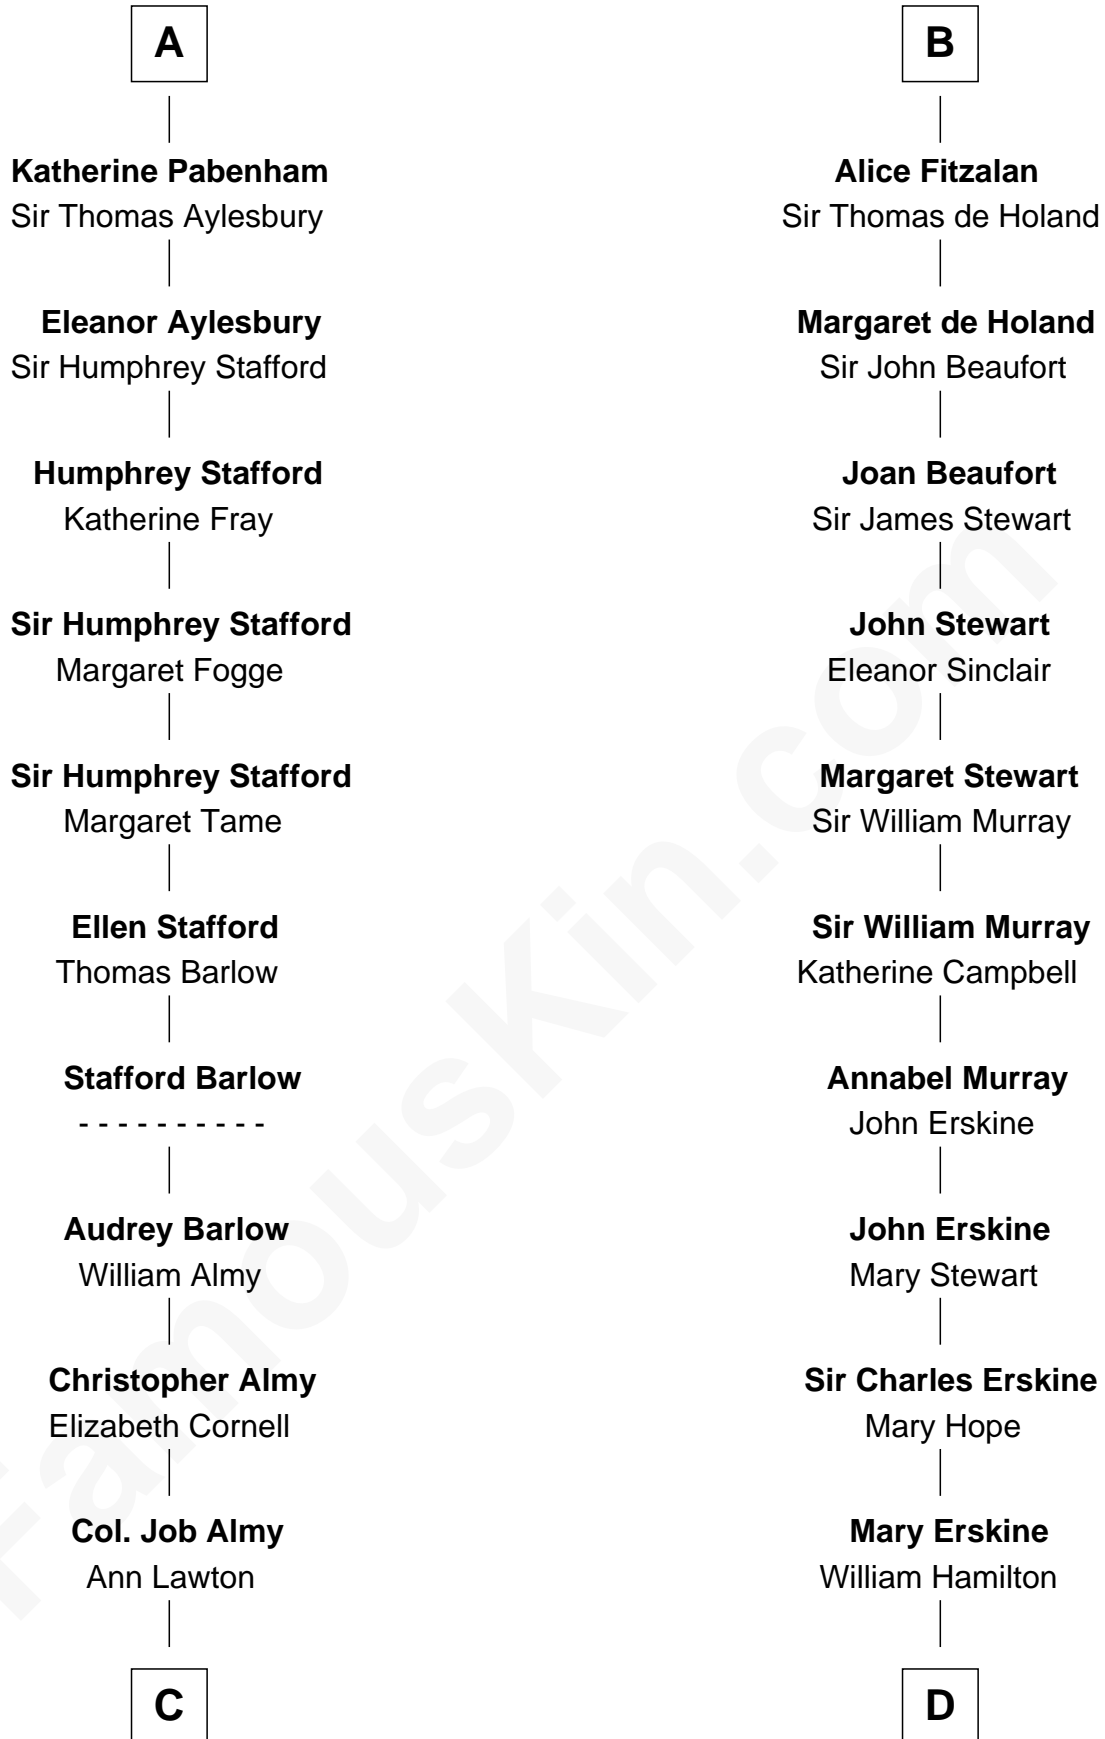 A
Katherine Pabenham
Sir Thomas Aylesbury
Eleanor Aylesbury
Sir Humphrey Stafford
Humphrey Stafford
Katherine Fray
Sir Humphrey Stafford
Margaret Fogge
Sir Humphrey Stafford
Margaret Tame
Ellen Stafford
Thomas Barlow
Stafford Barlow
- - - - - - - - - -
Audrey Barlow
William Almy
Christopher Almy
Elizabeth Cornell
Col. Job Almy
Ann Lawton
C
B
Alice Fitzalan
Sir Thomas de Holand
Margaret de Holand
Sir John Beaufort
Joan Beaufort
Sir James Stewart
John Stewart
Eleanor Sinclair
Margaret Stewart
Sir William Murray
Sir William Murray
Katherine Campbell
Annabel Murray
John Erskine
John Erskine
Mary Stewart
Sir Charles Erskine
Mary Hope
Mary Erskine
William Hamilton
D
FamousKin.com